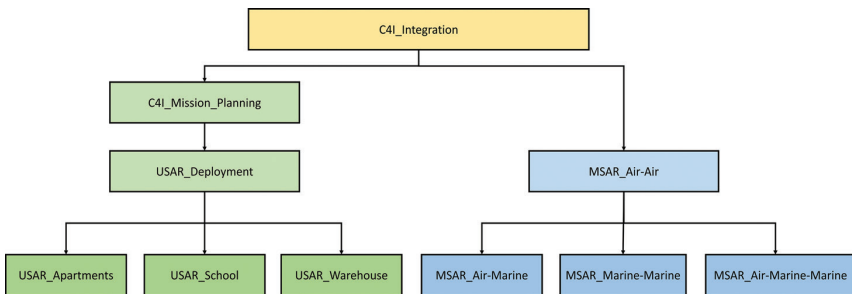 C4I_Integration
C4I_Mission_Planning
USAR_Deployment
MSAR_Air-Air
USAR_Apartments
USAR_School
USAR_Warehouse
MSAR_Air-Marine
MSAR_Marine-Marine
MSAR_Air-Marine-Marine